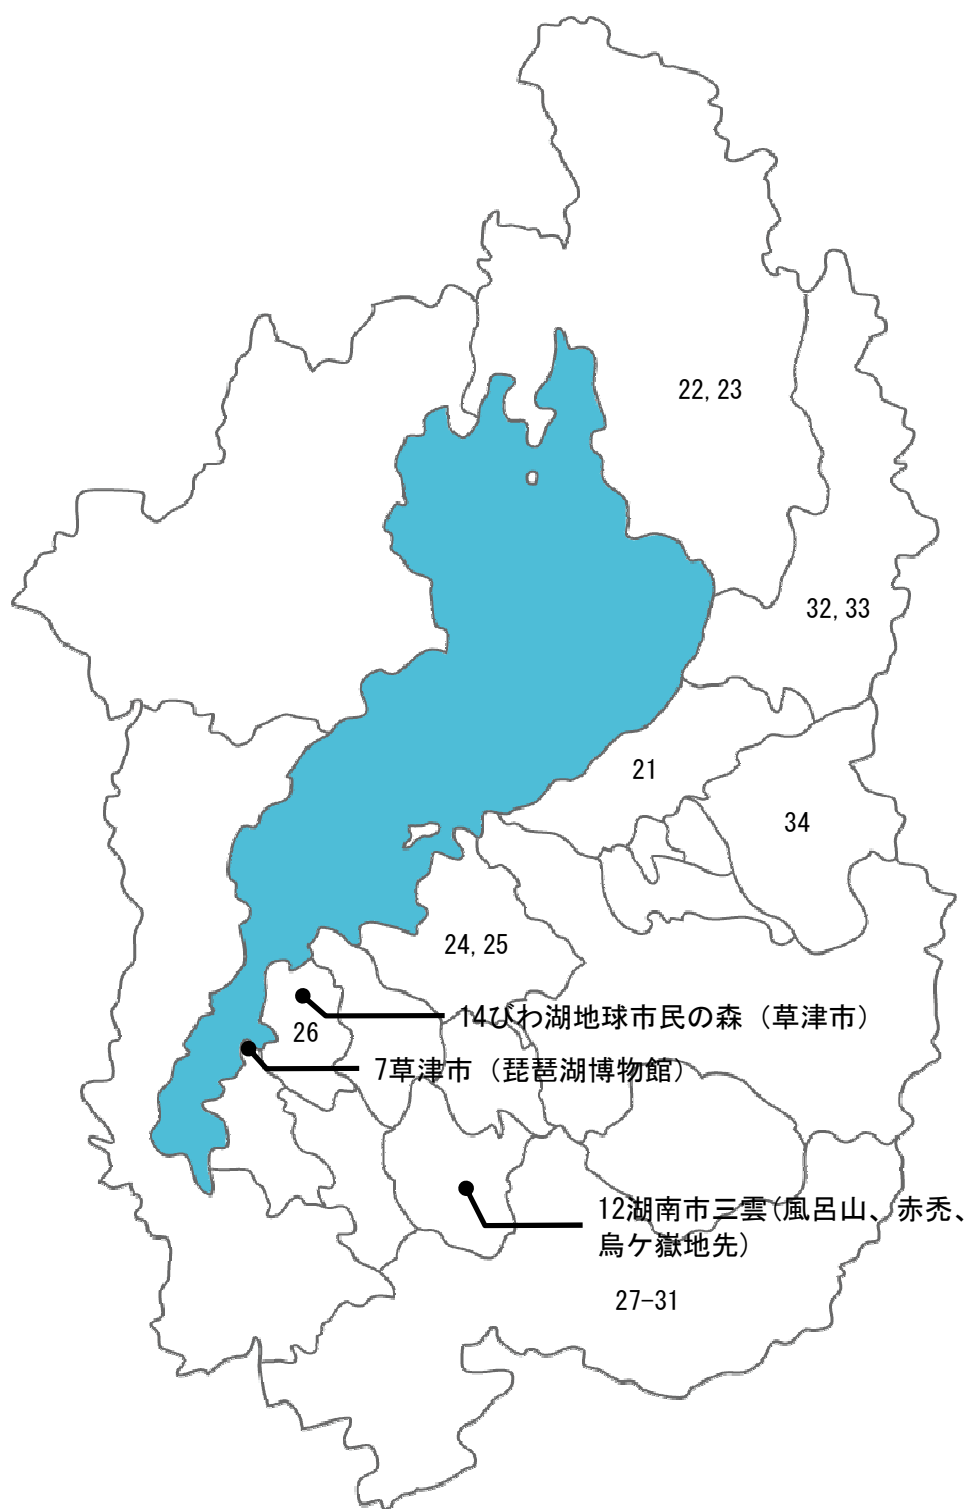 22, 23
32, 33
21
34
24, 25
14びわ湖地球市民の森（草津市）
26
7草津市（琵琶湖博物館）
12湖南市三雲(風呂山、赤禿、
烏ケ嶽地先)
27-31